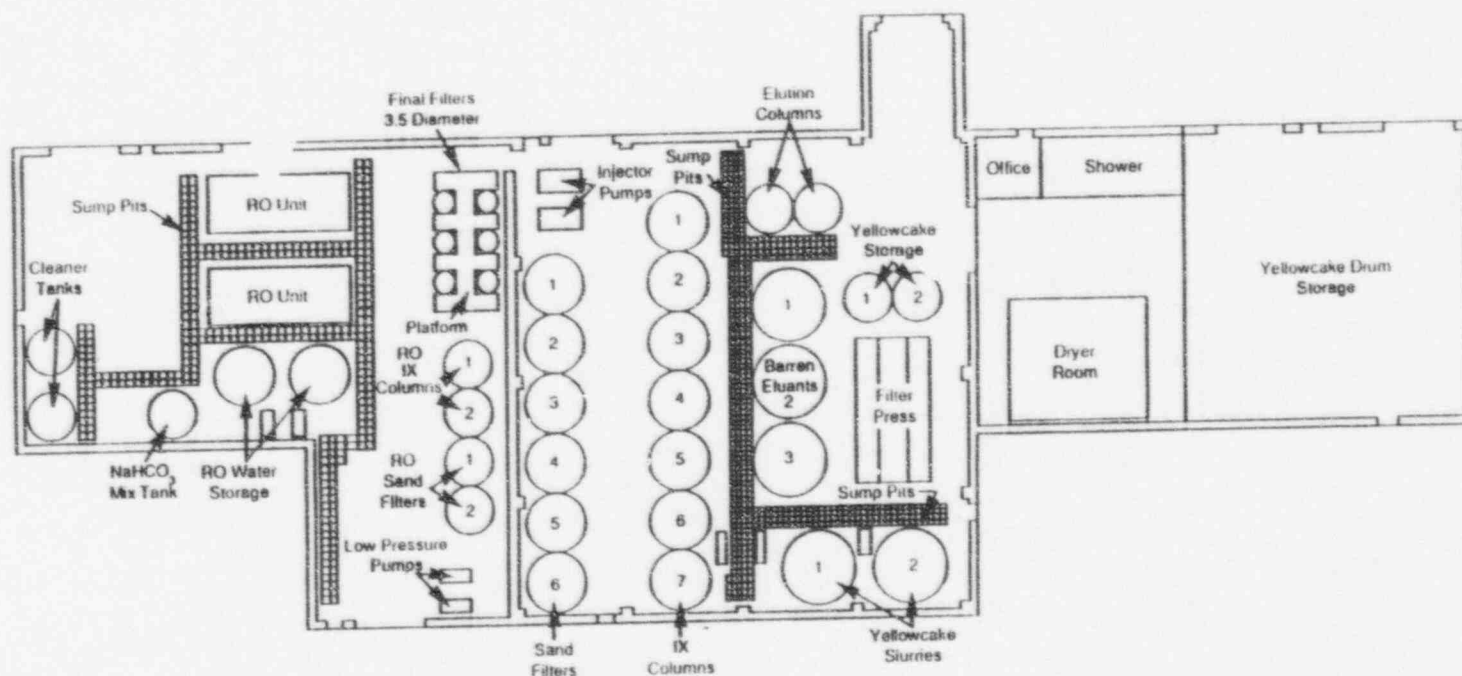 Final Filters
3.5 Diameter
Elution
Columns
Sump Pits
RO Unit
Injector
Pumps
Sump
Pits
Office
Shower
Cleaner
Tanks
RO Unit
Platform
Yellowcake
Storage
1
2
Yellowcake Drum
Storage
RO
IX
Columns
1
2
RO
Sand
Filters
1
2
1
2
3
4
5
6
1
2
3
4
5
6
7
1
Barren
Eluants
2
3
Filter
Press
Dryer
Room
NaHCO3
Mix Tank
RO Water
Storage
Low Pressure
Pumps
Sump Pits
1
2
Sand
Filters
IX
Columns
Yellowcake
Slurries